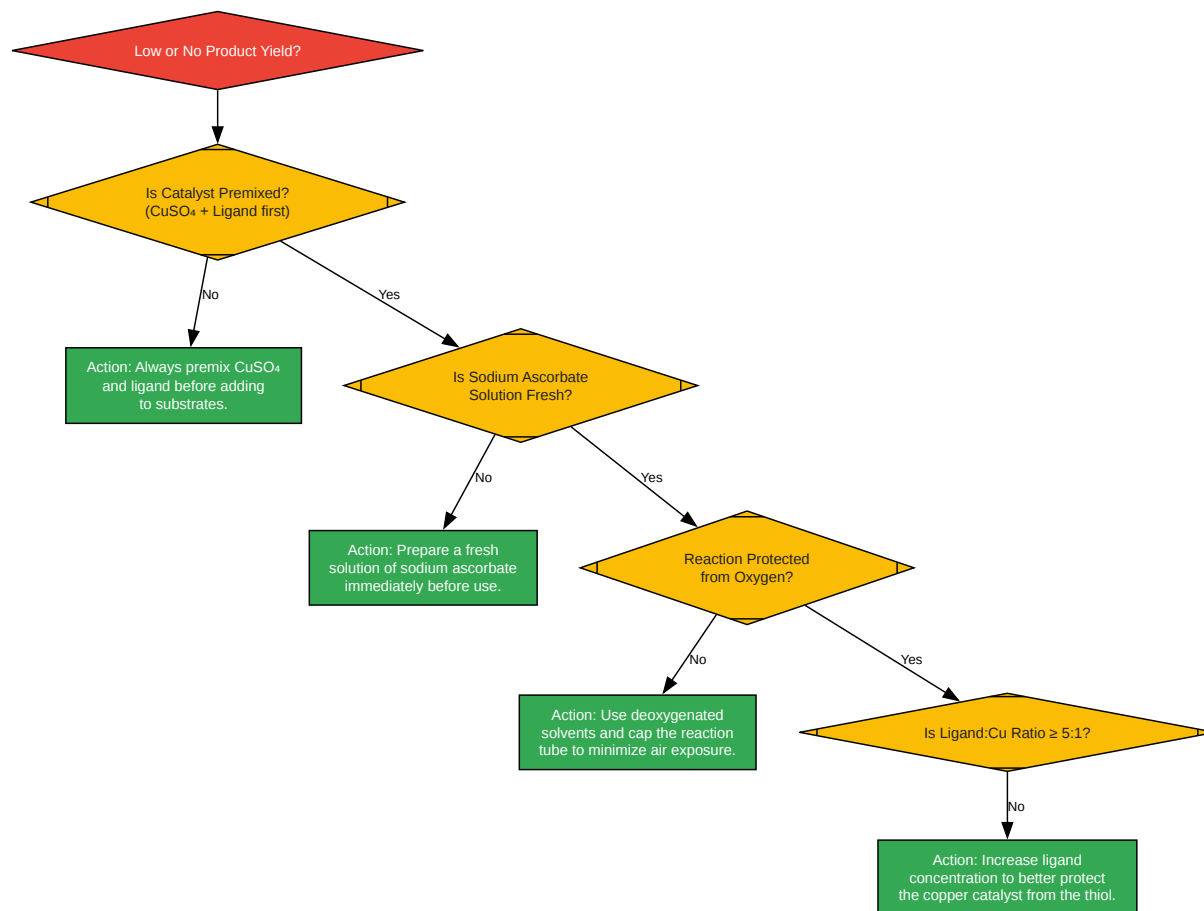 Low or No Product Yield?
Is Catalyst Premixed?
(CuSO₄ + Ligand first)
No
Yes
Action: Always premix CuSO₄
and ligand before adding
to substrates.
Is Sodium Ascorbate
Solution Fresh?
No
Yes
Action: Prepare a fresh
solution of sodium ascorbate
immediately before use.
Reaction Protected
from Oxygen?
No
Yes
Action: Use deoxygenated
solvents and cap the reaction
tube to minimize air exposure.
Is Ligand:Cu Ratio ≥ 5:1?
No
Action: Increase ligand
concentration to better protect
the copper catalyst from the thiol.